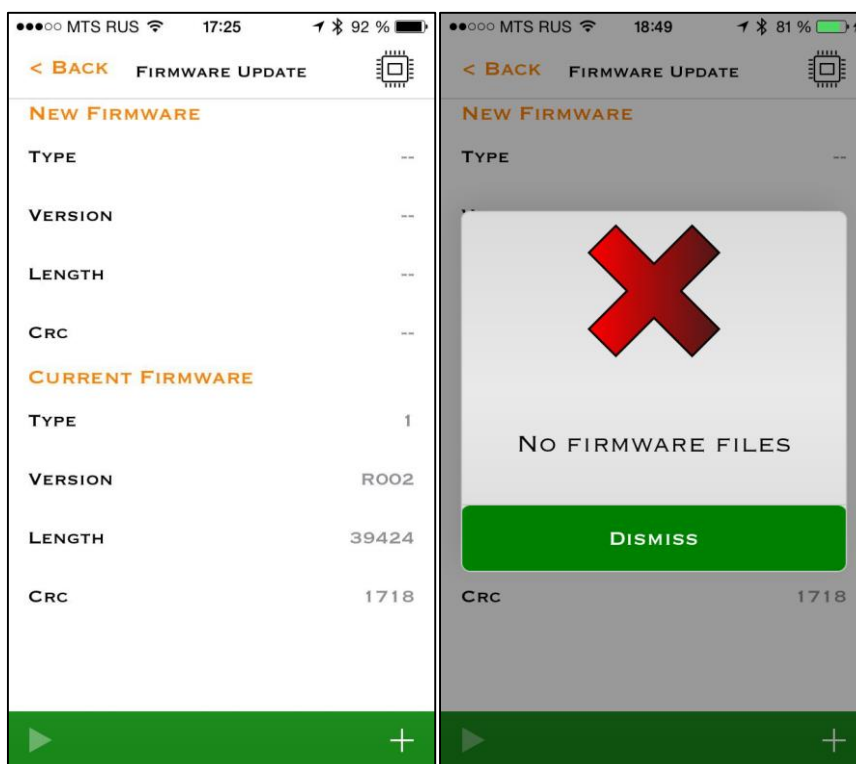 MTS RUS 17:25 92 %
< BACK FIRMWARE UPDATE
NEW FIRMWARE
TYPE --
VERSION --
LENGTH --
CRC --
CURRENT FIRMWARE
TYPE 1
VERSION R002
LENGTH 39424
CRC 1718
MTS RUS 18:49 81 %
< BACK FIRMWARE UPDATE
NEW FIRMWARE
TYPE --
NO FIRMWARE FILES
DISMISS
CRC 1718